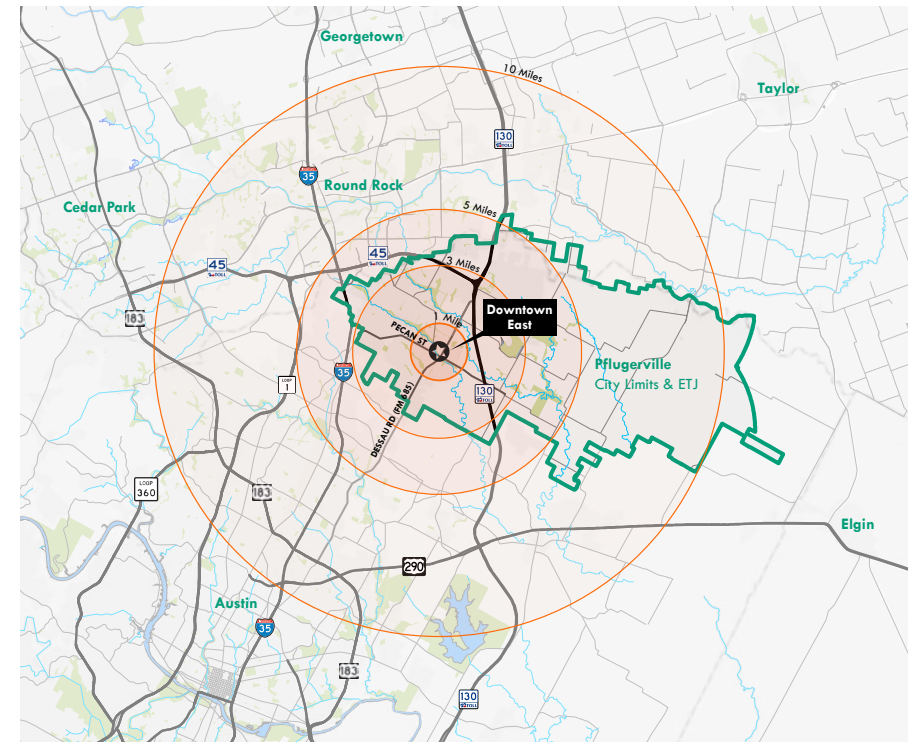 Georgetown
10 Miles
Taylor
130
TOLL
35
Round Rock
Cedar Park
5 Miles
45
TOLL
45
TOLL
3 Miles
183
Downtown
East
1 Mile
PECAN ST
Pflugerville
City Limits & ETJ
35
LOOP
1
130
TOLL
DESSAU RD (FM 685)
LOOP
360
183
Elgin
290
Austin
35
183
130
TOLL